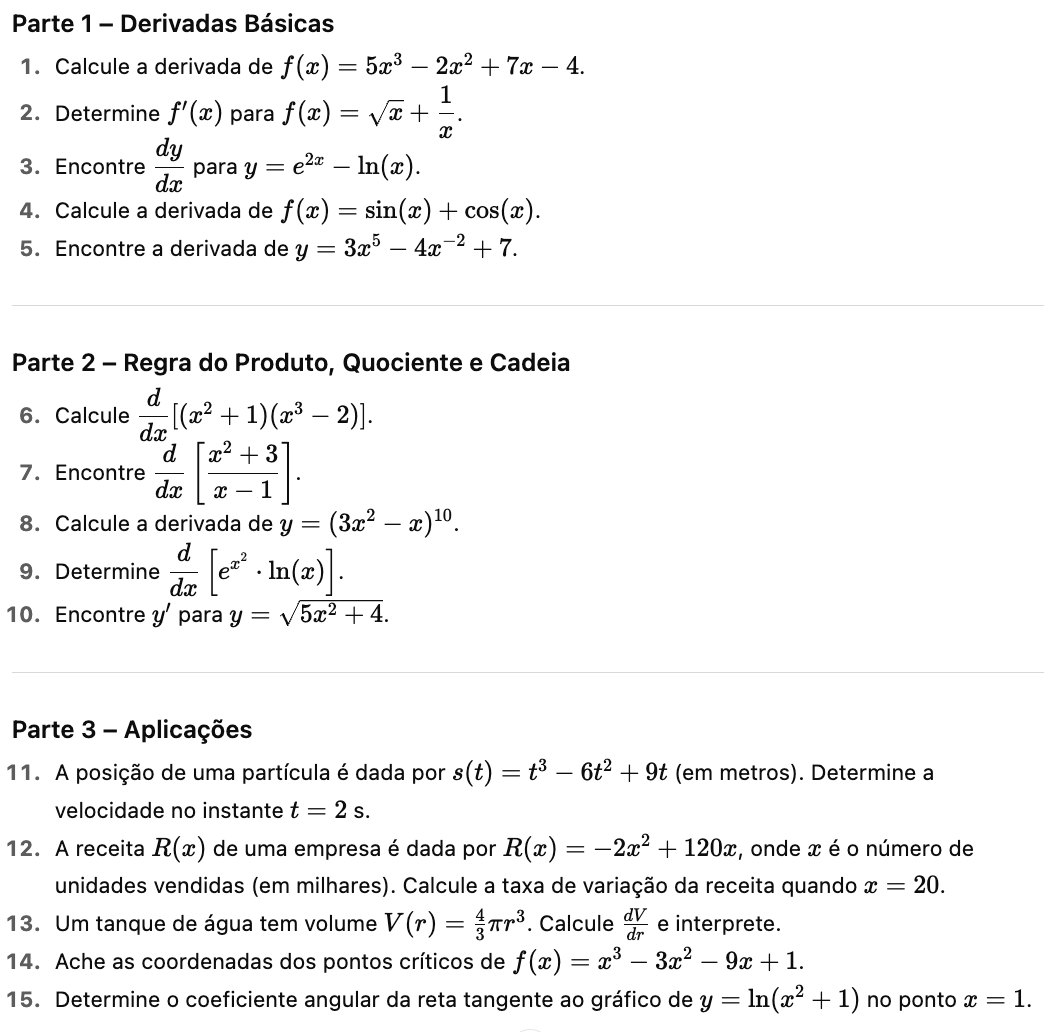 Parte 1 – Derivadas Básicas
1. Calcule a derivada de f(x) = 5x³ − 2x² + 7x − 4.
2. Determine f′(x) para f(x) = √x + 1/x.
3. Encontre dy/dx para y = e^{2x} − ln(x).
4. Calcule a derivada de f(x) = sin(x) + cos(x).
5. Encontre a derivada de y = 3x⁵ − 4x⁻² + 7.
Parte 2 – Regra do Produto, Quociente e Cadeia
6. Calcule d/dx [(x² + 1)(x³ − 2)].
7. Encontre d/dx [(x² + 3)/(x − 1)].
8. Calcule a derivada de y = (3x² − x)¹⁰.
9. Determine d/dx [e^{x²} · ln(x)].
10. Encontre y′ para y = √(5x² + 4).
Parte 3 – Aplicações
11. A posição de uma partícula é dada por s(t) = t³ − 6t² + 9t (em metros). Determine a
velocidade no instante t = 2 s.
12. A receita R(x) de uma empresa é dada por R(x) = −2x² + 120x, onde x é o número de
unidades vendidas (em milhares). Calcule a taxa de variação da receita quando x = 20.
13. Um tanque de água tem volume V(r) = 4/3 πr³. Calcule dV/dr e interprete.
14. Ache as coordenadas dos pontos críticos de f(x) = x³ − 3x² − 9x + 1.
15. Determine o coeficiente angular da reta tangente ao gráfico de y = ln(x² + 1) no ponto x = 1.